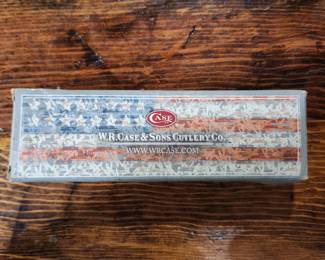 CASE
W.R. CASE & SONS CUTLERY CO.
WWW.WRCASE.COM